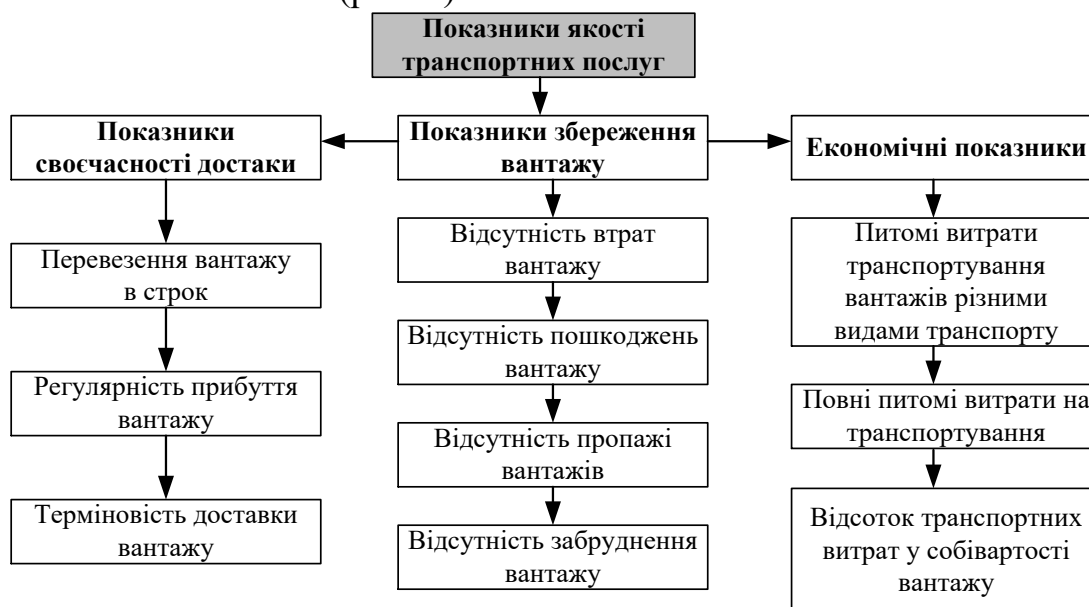 Показники якості
транспортних послуг
Показники
своєчасності достаки
Перевезення вантажу
в строк
Регулярність прибуття
вантажу
Терміновість доставки
вантажу
Показники збереження
вантажу
Відсутність втрат
вантажу
Відсутність пошкоджень
вантажу
Відсутність пропажі
вантажів
Відсутність забруднення
вантажу
Економічні показники
Питомі витрати
транспортування
вантажів різними
видами транспорту
Повні питомі витрати на
транспортування
Відсоток транспортних
витрат у собівартості
вантажу